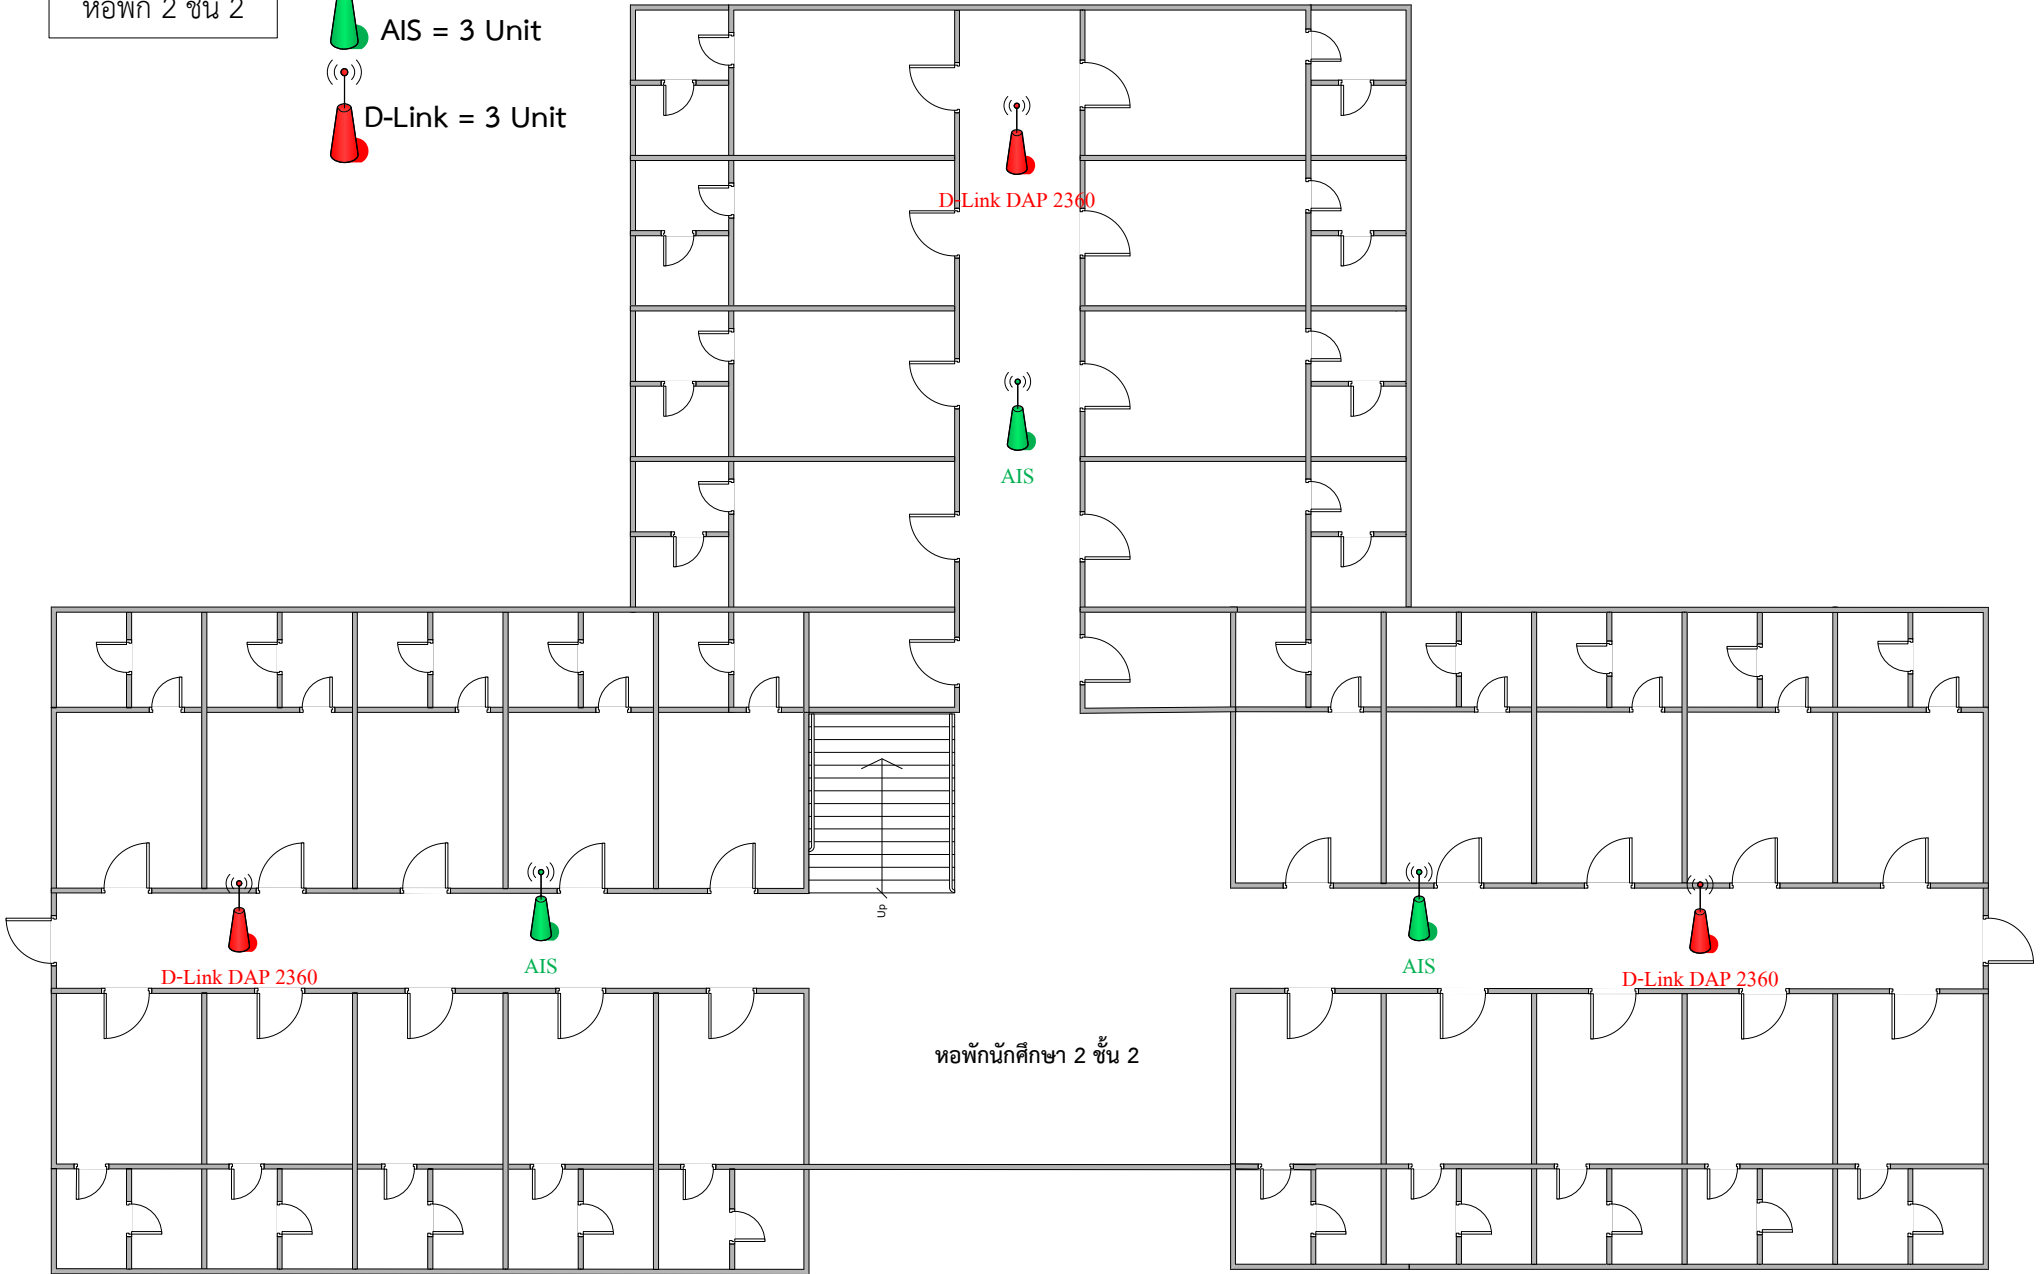 หอพัก 2 ชั้น 2
AIS = 3 Unit
D-Link = 3 Unit
D-Link DAP 2360
AIS
Up
D-Link DAP 2360
AIS
AIS
D-Link DAP 2360
หอพักนักศึกษา 2 ชั้น 2